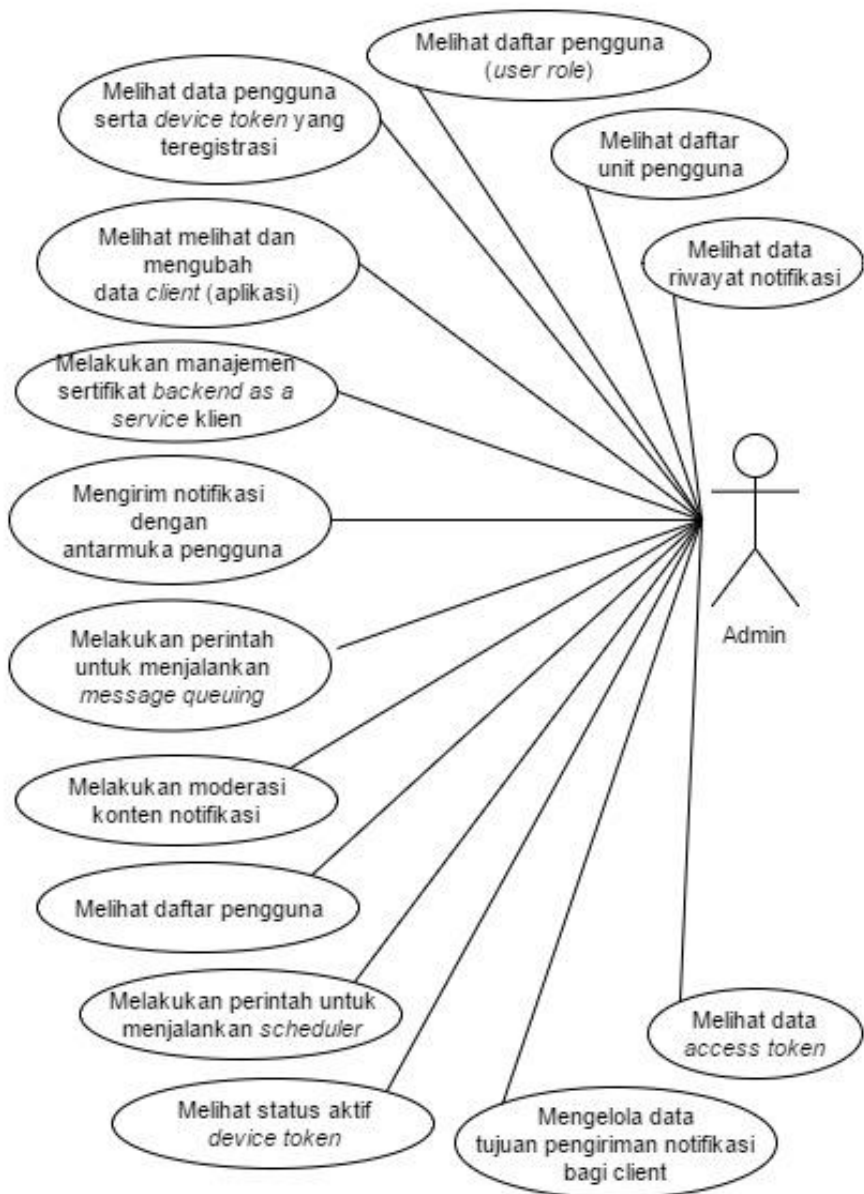 Melihat daftar pengguna
(user role)
Melihat data pengguna
serta device token yang
teregistrasi
Melihat daftar
unit pengguna
Melihat melihat dan
mengubah
data client (aplikasi)
Melihat data
riwayat notifikasi
Melakukan manajemen
sertifikat backend as a
service klien
Mengirim notifikasi
dengan
antarmuka pengguna
Admin
Melakukan perintah
untuk menjalankan
message queuing
Melakukan moderasi
konten notifikasi
Melihat daftar pengguna
Melakukan perintah untuk
menjalankan scheduler
Melihat data
access token
Melihat status aktif
device token
Mengelola data
tujuan pengiriman notifikasi
bagi client